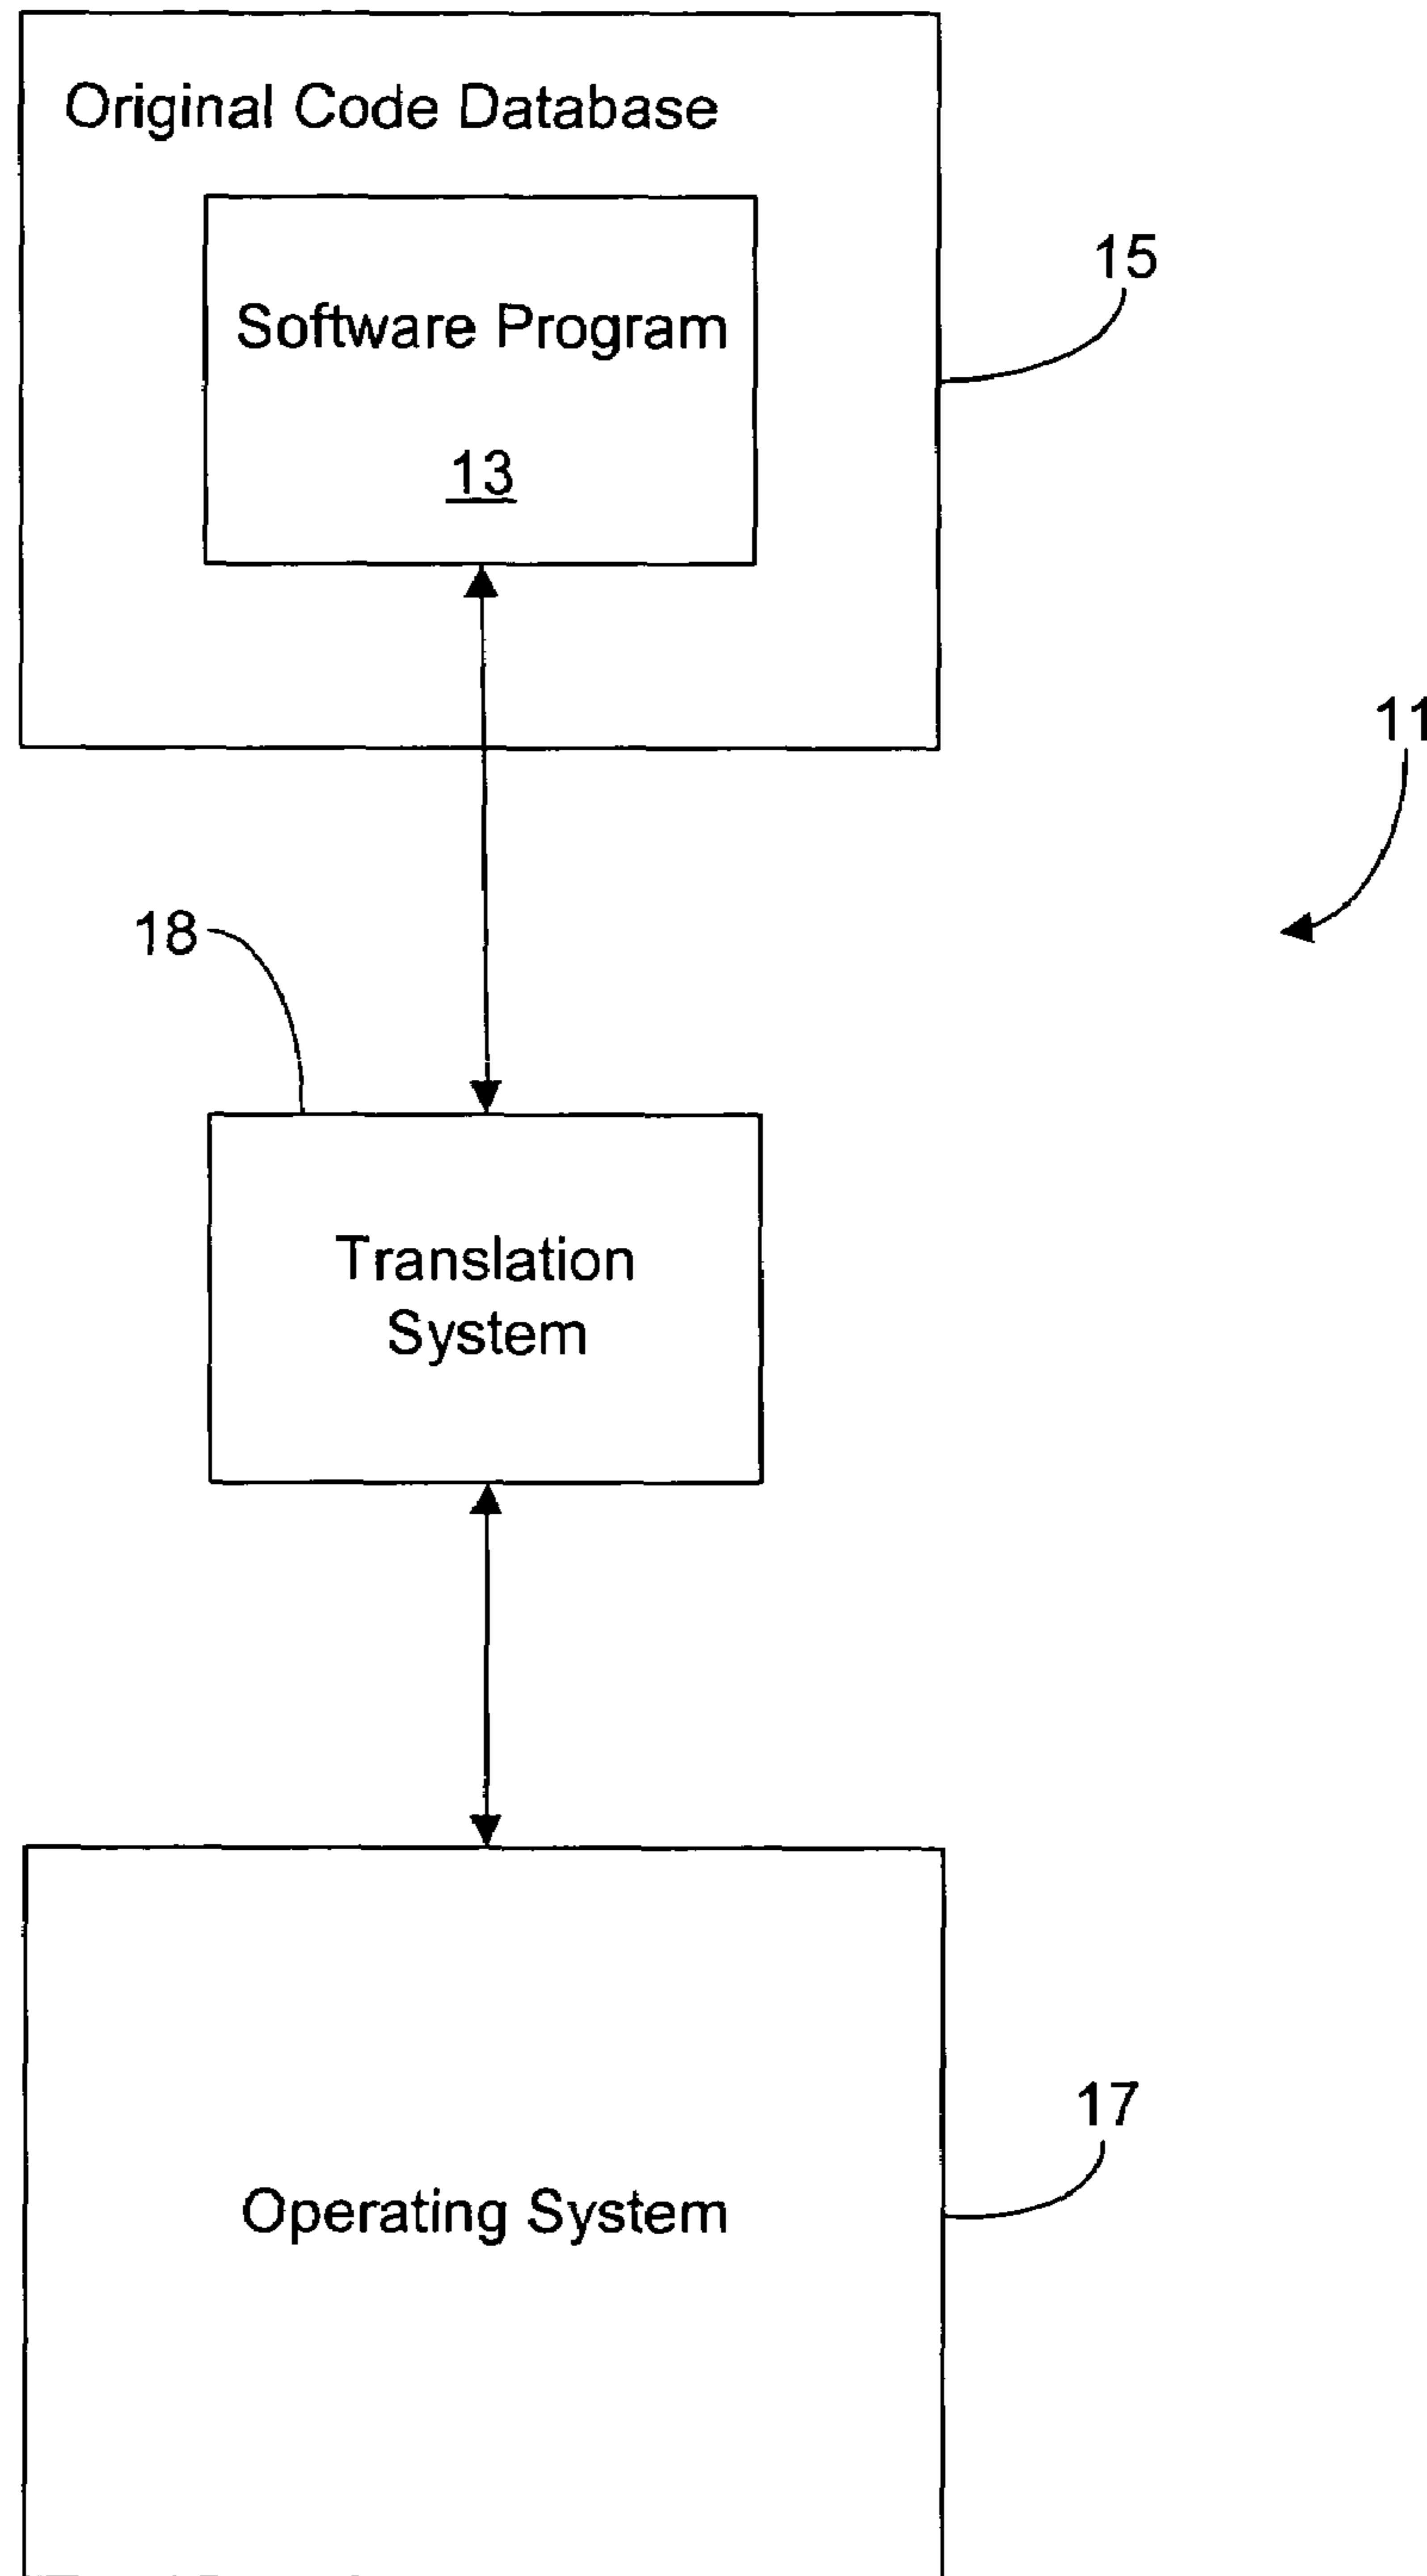 Original Code Database
Software Program
15
13
11
18
Translation
System
17
Operating System